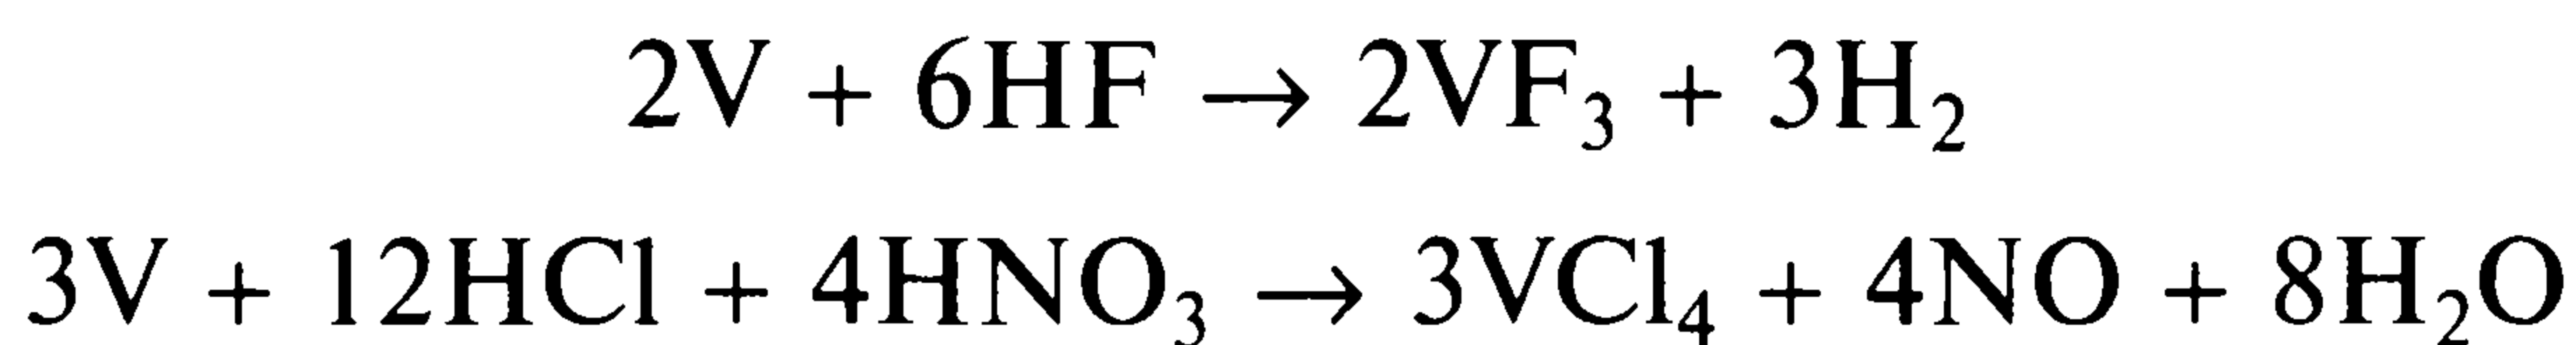 2V + 6HF → 2VF₃ + 3H₂
3V + 12HCl + 4HNO₃ → 3VCl₄ + 4NO + 8H₂O